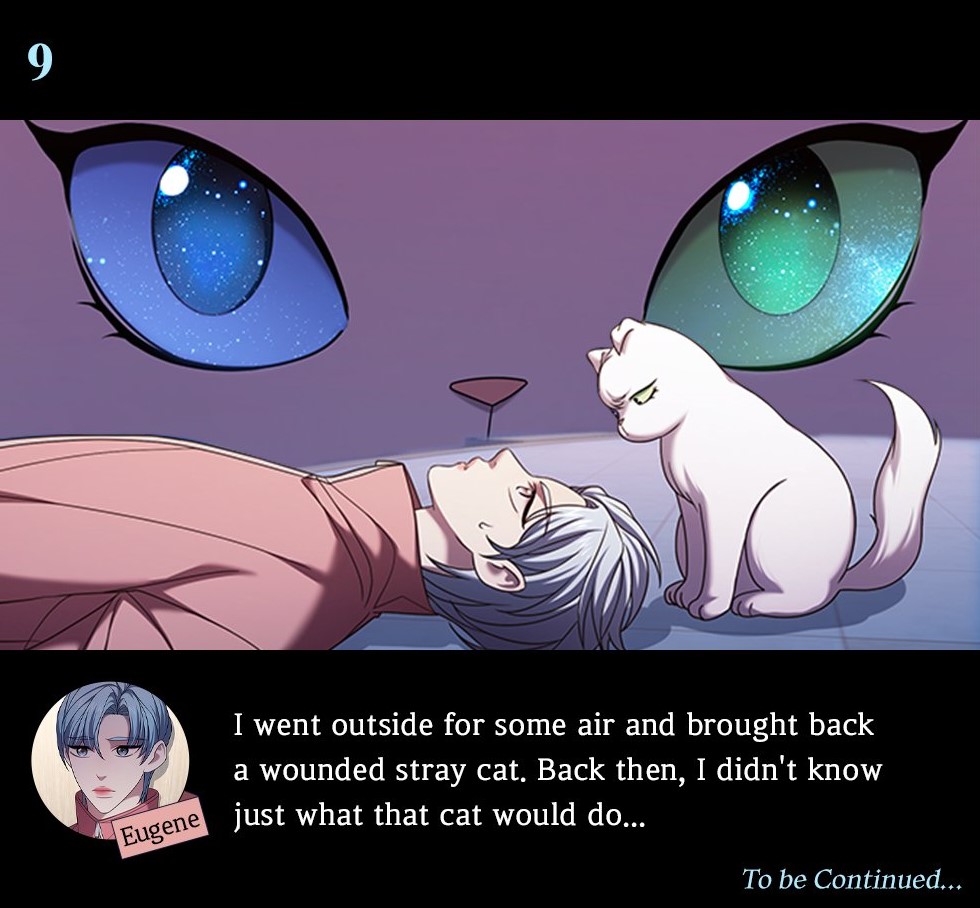 9
I went outside for some air and brought back
a wounded stray cat. Back then, I didn't know
just what that cat would do...
Eugene
To be Continued...